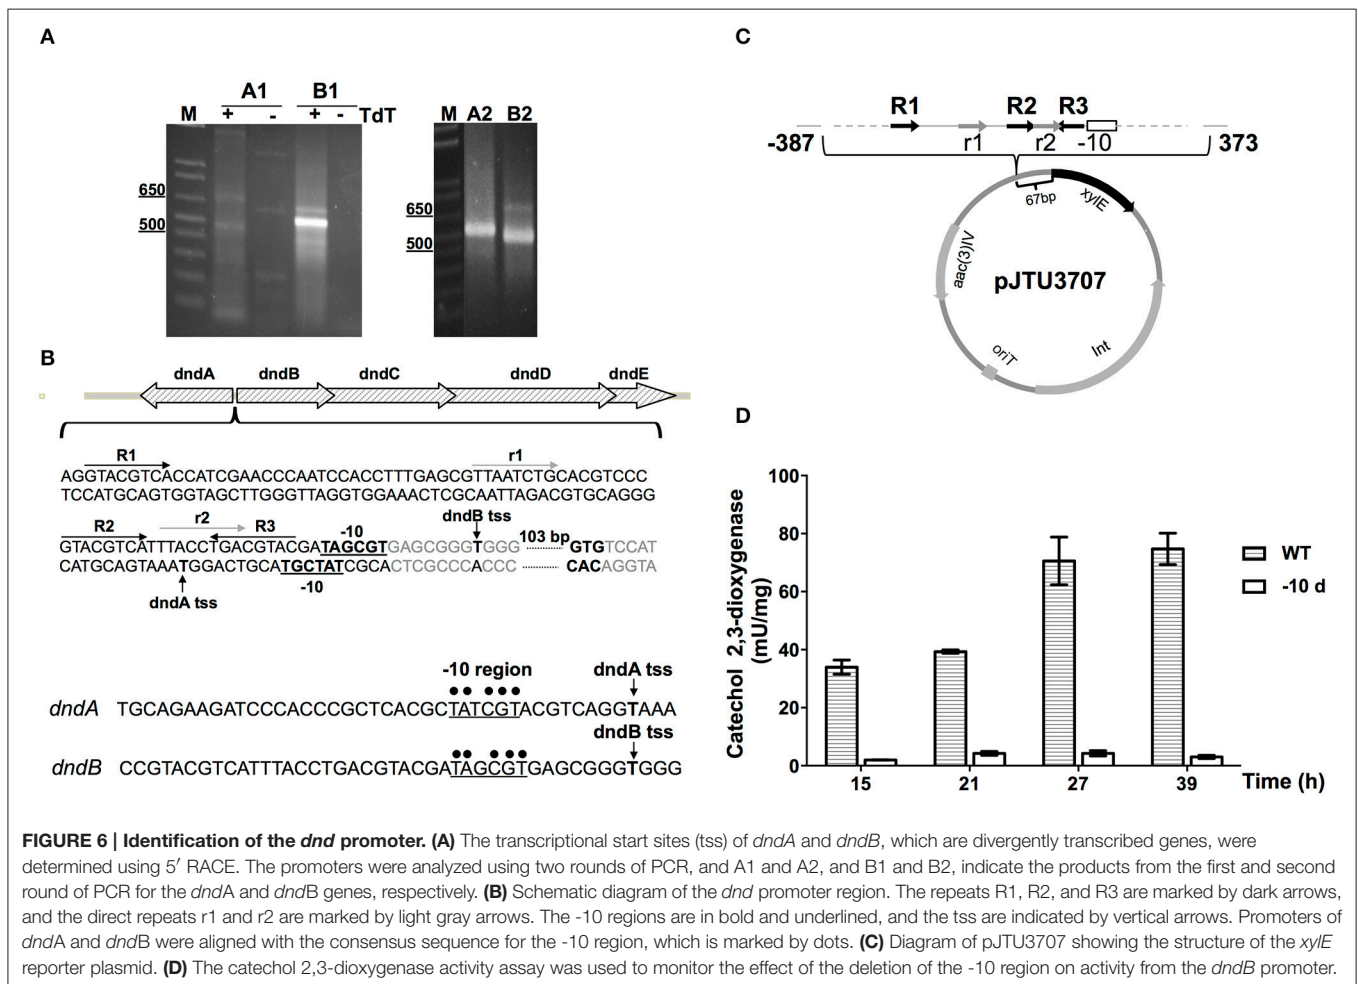 A
A1 B1
M + - + - TdT
650
500
M A2 B2
650
500
B
dndA dndB dndC dndD dndE
R1 r1
AGGTACGTCACCATCGAACCCAATCCACCTTTGAGCGTTAATCTGCACGTCCC
TCCATGCAGTGGTAGCTTGGGTTAGGTGGAAACTCGCAATTAGACGTGCAGGG
R2 r2 R3 -10 dndB tss 103 bp
GTACGTCATTTACCTGACGTACGATAGCGTGAGCGGGTGGG GTGTCCAT
CATGCAGTAAATGGACTGCATGCTATCGCACTCGCCCACCC CACAGGTA
dndA tss -10
-10 region dndA tss
dndA TGCAGAAGATCCCACCCGCTCACGCTATCGTACGTCAGGTAAA
dndB tss
dndB CCGTACGTCATTTACCTGACGTACGATAGCGTGAGCGGGTGGG
C
R1 R2 R3
-387 r1 r2 -10 373
67bp xylE
aac(3)IV
pJTU3707
oriT Int
D
Catechol 2,3-dioxygenase
(mU/mg)
100
80
60
40
20
0
15 21 27 39 Time (h)
WT
-10 d
FIGURE 6 | Identification of the dnd promoter. (A) The transcriptional start sites (tss) of dndA and dndB, which are divergently transcribed genes, were
determined using 5′ RACE. The promoters were analyzed using two rounds of PCR, and A1 and A2, and B1 and B2, indicate the products from the first and second
round of PCR for the dndA and dndB genes, respectively. (B) Schematic diagram of the dnd promoter region. The repeats R1, R2, and R3 are marked by dark arrows,
and the direct repeats r1 and r2 are marked by light gray arrows. The -10 regions are in bold and underlined, and the tss are indicated by vertical arrows. Promoters of
dndA and dndB were aligned with the consensus sequence for the -10 region, which is marked by dots. (C) Diagram of pJTU3707 showing the structure of the xylE
reporter plasmid. (D) The catechol 2,3-dioxygenase activity assay was used to monitor the effect of the deletion of the -10 region on activity from the dndB promoter.